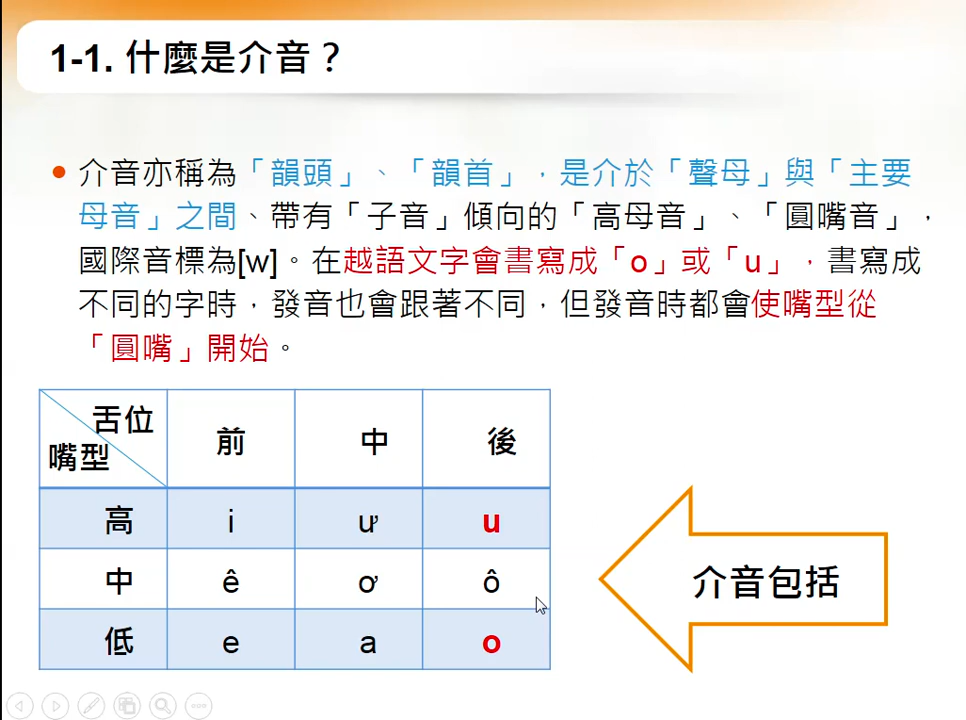 1-1. 什麼是介音？
• 介音亦稱為「韻頭」、「韻首」，是介於「聲母」與「主要
母音」之間、帶有「子音」傾向的「高母音」、「圓嘴音」，
國際音標為[w]。在越語文字會書寫成「o」或「u」，書寫成
不同的字時，發音也會跟著不同，但發音時都會使嘴型從
「圓嘴」開始。
舌位
嘴型 前 中 後
高 i ư u
中 ê ơ ô
低 e a o
介音包括